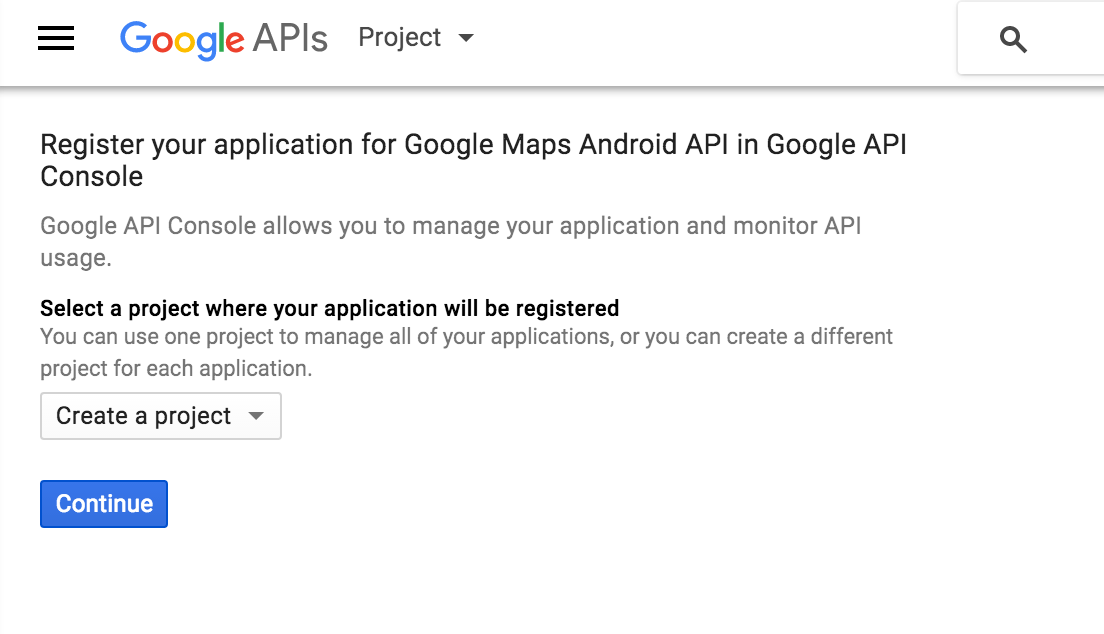 Google APIs Project
Register your application for Google Maps Android API in Google API
Console
Google API Console allows you to manage your application and monitor API
usage.
Select a project where your application will be registered
You can use one project to manage all of your applications, or you can create a different
project for each application.
Create a project
Continue